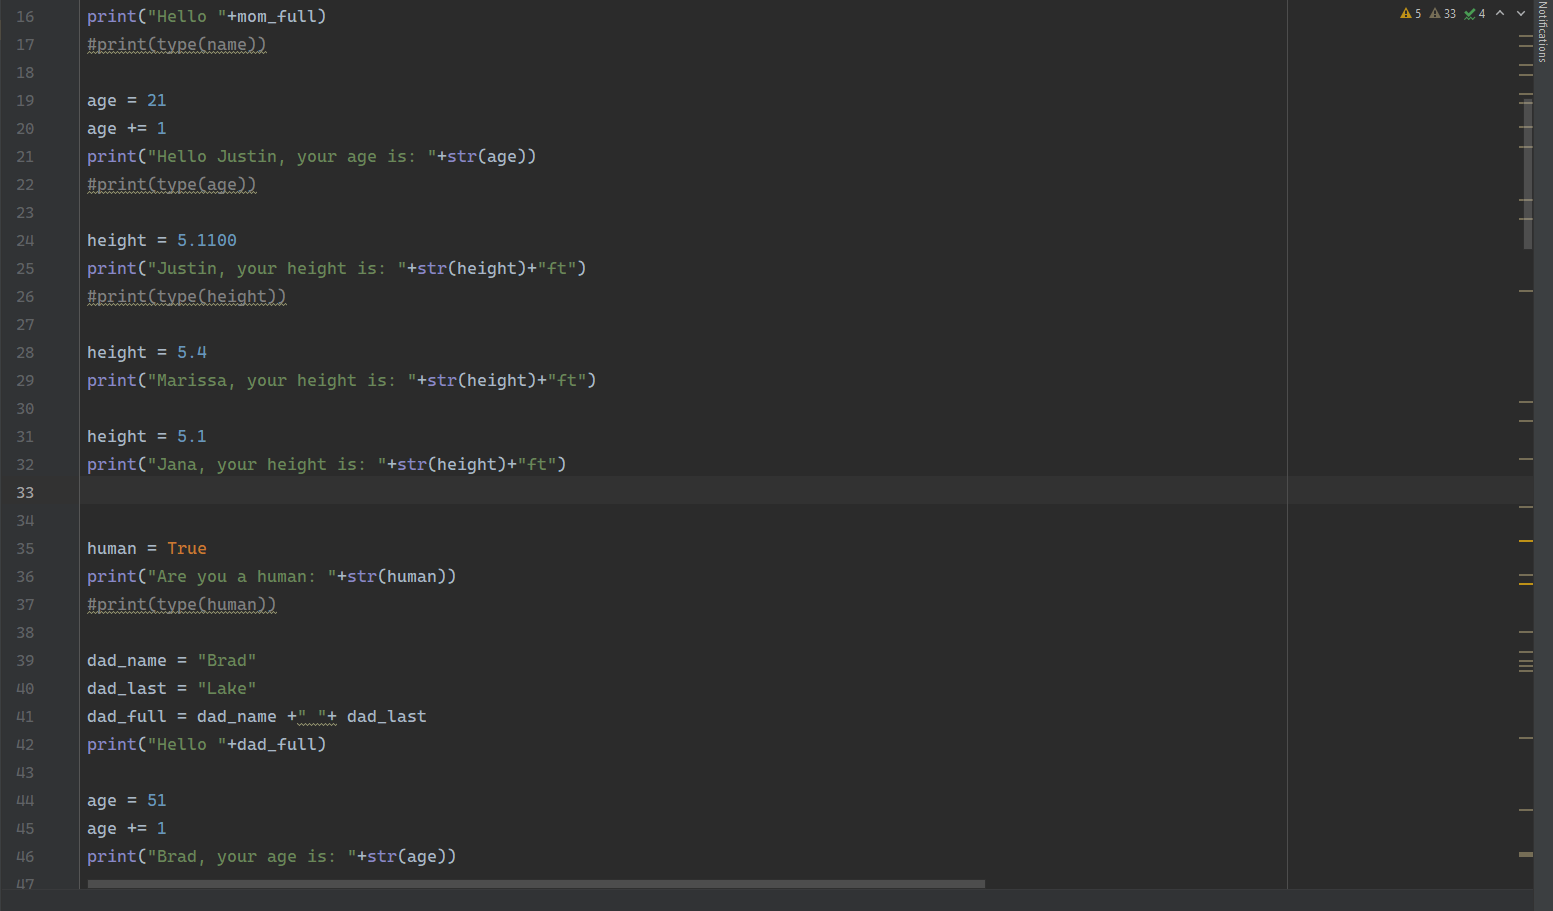 16 print("Hello "+mom_full)
17 #print(type(name))
18
19 age = 21
20 age += 1
21 print("Hello Justin, your age is: "+str(age))
22 #print(type(age))
23
24 height = 5.1100
25 print("Justin, your height is: "+str(height)+"ft")
26 #print(type(height))
27
28 height = 5.4
29 print("Marissa, your height is: "+str(height)+"ft")
30
31 height = 5.1
32 print("Jana, your height is: "+str(height)+"ft")
33
34
35 human = True
36 print("Are you a human: "+str(human))
37 #print(type(human))
38
39 dad_name = "Brad"
40 dad_last = "Lake"
41 dad_full = dad_name +" "+ dad_last
42 print("Hello "+dad_full)
43
44 age = 51
45 age += 1
46 print("Brad, your age is: "+str(age))
47
5 33 4
Notifications